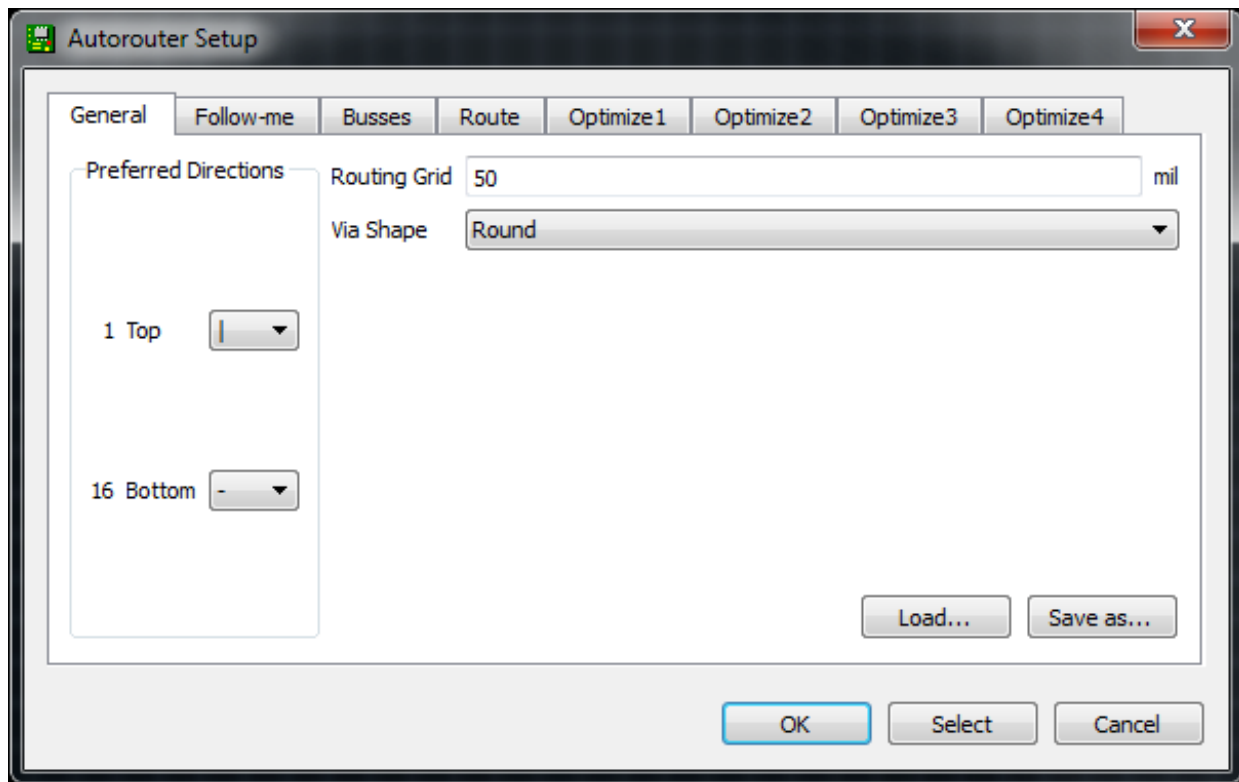 Autorouter Setup
General Follow-me Busses Route Optimize1 Optimize2 Optimize3 Optimize4
Preferred Directions
Routing Grid 50 mil
Via Shape Round
1 Top |
16 Bottom -
Load... Save as...
OK Select Cancel